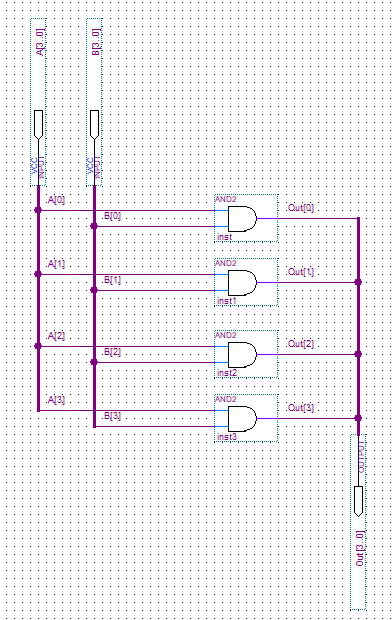 A[3..0]
B[3..0]
VCC
INPUT
VCC
INPUT
A[0]
AND2
B[0]
Out[0]
inst
A[1]
AND2
B[1]
Out[1]
inst1
A[2]
AND2
B[2]
Out[2]
inst2
A[3]
AND2
B[3]
Out[3]
inst3
OUTPUT
Out[3..0]